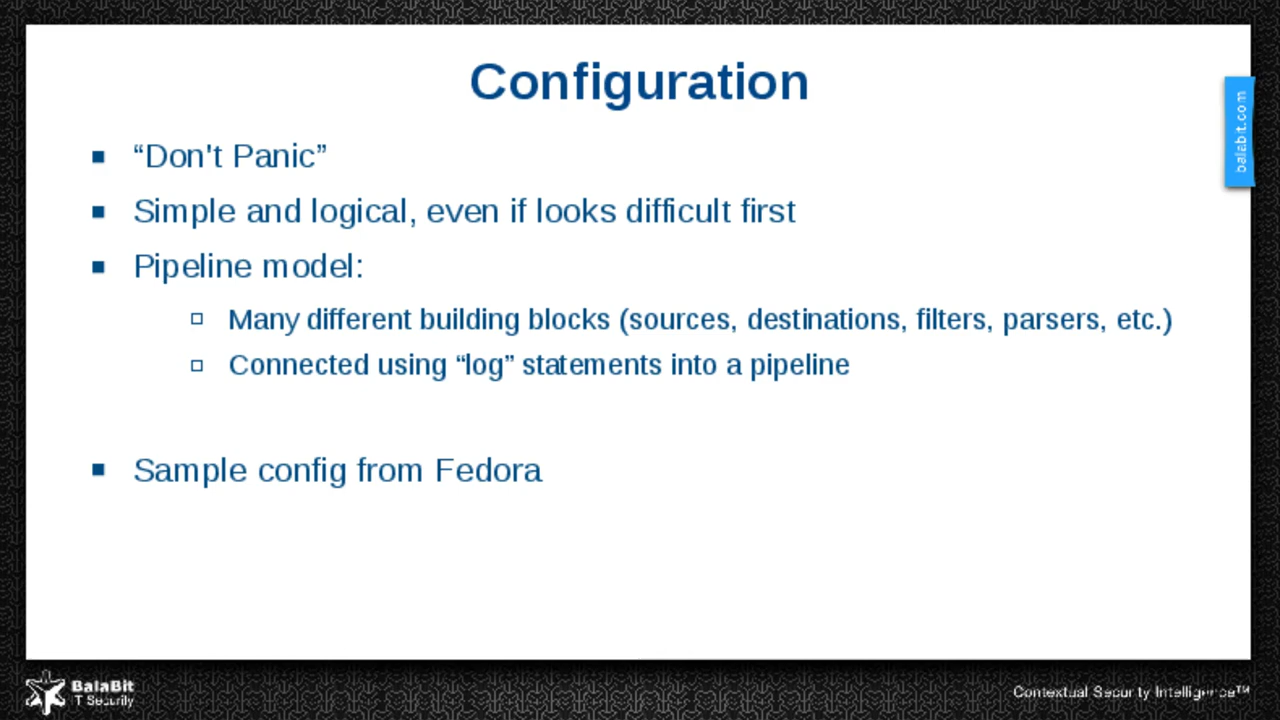 Configuration
balabit.com
“Don't Panic”
Simple and logical, even if looks difficult first
Pipeline model:
Many different building blocks (sources, destinations, filters, parsers, etc.)
Connected using “log” statements into a pipeline
Sample config from Fedora
BalaBit
IT Security
Contextual Security Intelligence™